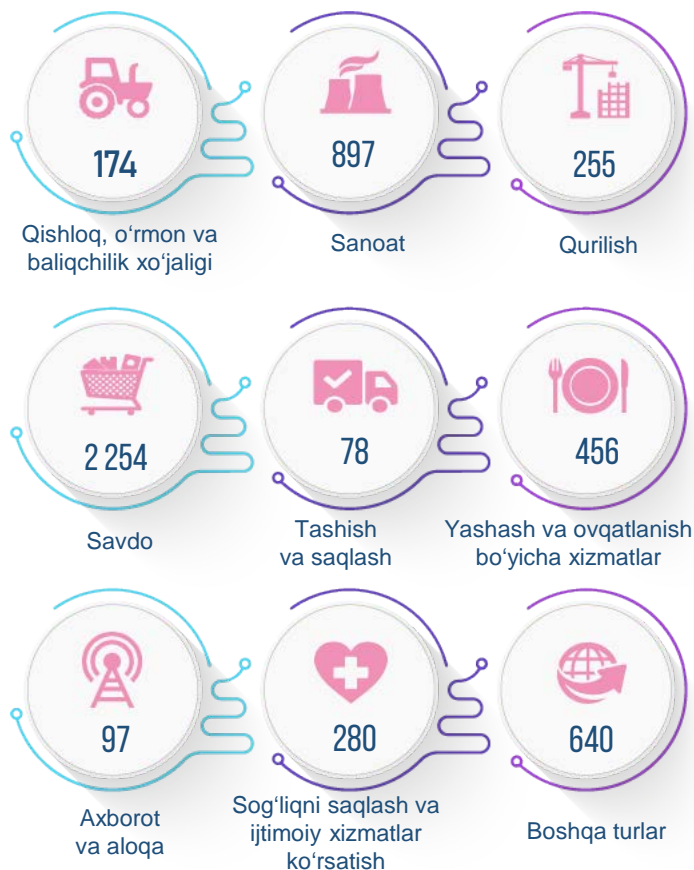 174
Qishloq, o‘rmon va
baliqchilik xo‘jaligi
897
Sanoat
255
Qurilish
2 254
Savdo
78
Tashish
va saqlash
456
Yashash va ovqatlanish
bo‘yicha xizmatlar
97
Axborot
va aloqa
280
Sog‘liqni saqlash va
ijtimoiy xizmatlar
ko‘rsatish
640
Boshqa turlar